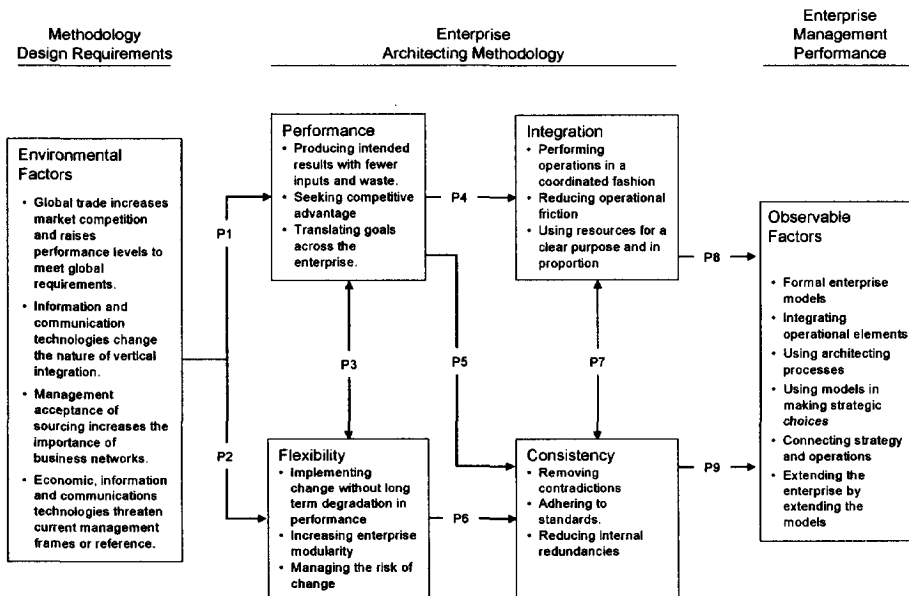 Methodology
Design Requirements
Enterprise
Architecting Methodology
Enterprise
Management
Performance
Environmental
Factors
• Global trade increases
market competition
and raises
performance levels to
meet global
requirements.
• Information and
communication
technologies change
the nature of vertical
integration.
• Management
acceptance of
sourcing increases the
importance of
business networks.
• Economic, information
and communications
technologies threaten
current management
frames or reference.
P1
P2
Performance
• Producing intended
results with fewer
inputs and waste.
• Seeking competitive
advantage
• Translating goals
across the
enterprise.
P3
Flexibility
• Implementing
change without long
term degradation in
performance
• Increasing enterprise
modularity
• Managing the risk of
change
P4
P5
P6
Integration
• Performing
operations in a
coordinated fashion
• Reducing operational
friction
• Using resources for a
clear purpose and in
proportion
P7
Consistency
• Removing
contradictions
• Adhering to
standards.
• Reducing internal
redundancies
P8
P9
Observable
Factors
• Formal enterprise
models
• Integrating
operational elements
• Using architecting
processes
• Using models in
making strategic
choices
• Connecting strategy
and operations
• Extending the
enterprise by
extending the
models